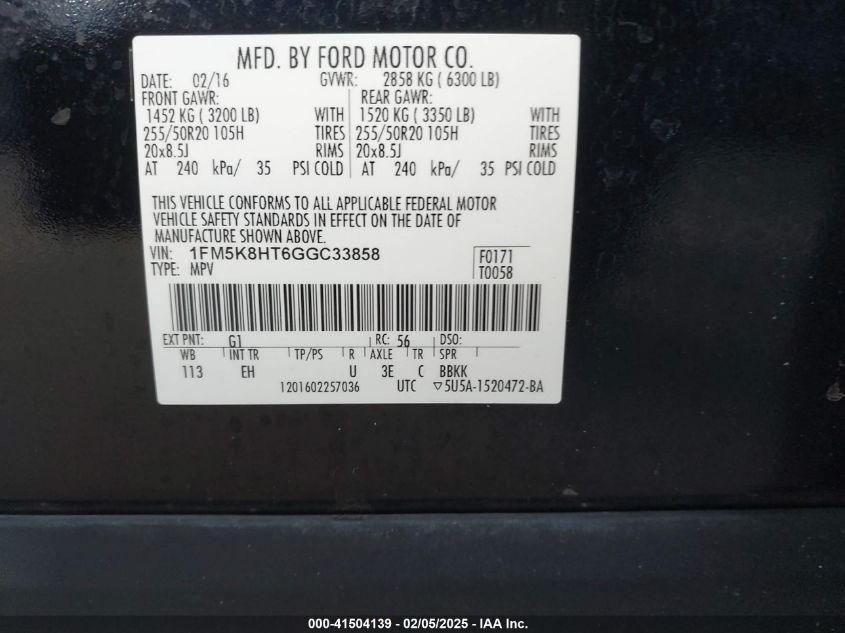 MFD. BY FORD MOTOR CO.
DATE: 02/16 GVWR: 2858 KG ( 6300 LB)
FRONT GAWR: REAR GAWR:
1452 KG ( 3200 LB) WITH 1520 KG ( 3350 LB) WITH
255/50R20 105H TIRES 255/50R20 105H TIRES
20x8.5J RIMS 20x8.5J RIMS
AT 240 kPa/ 35 PSI COLD AT 240 kPa/ 35 PSI COLD
THIS VEHICLE CONFORMS TO ALL APPLICABLE FEDERAL MOTOR
VEHICLE SAFETY STANDARDS IN EFFECT ON THE DATE OF
MANUFACTURE SHOWN ABOVE.
VIN: 1FM5K8HT6GGC33858 F0171
TYPE: MPV T0058
EXT PNT: G1 RC: 56 DSO:
WB INT TR TP/PS R AXLE TR SPR
113 EH U 3E C BBKK
1201602257036 UTC ▽5U5A-1520472-BA
000-41504139 - 02/05/2025 - IAA Inc.